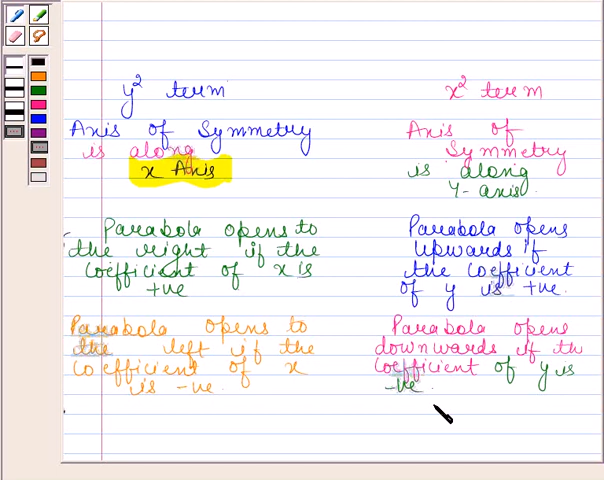 y² term
Axis of Symmetry
is along
x Axis
Parabola opens to
the right if the
coefficient of x is
+ve
Parabola opens to
the left if the
coefficient of x
is -ve.
x² term
Axis of
Symmetry
is along
Y-axis.
Parabola opens
Upwards if
the coefficient
of y is +ve.
Parabola opens
downwards if th
coefficient of y is
-ve.